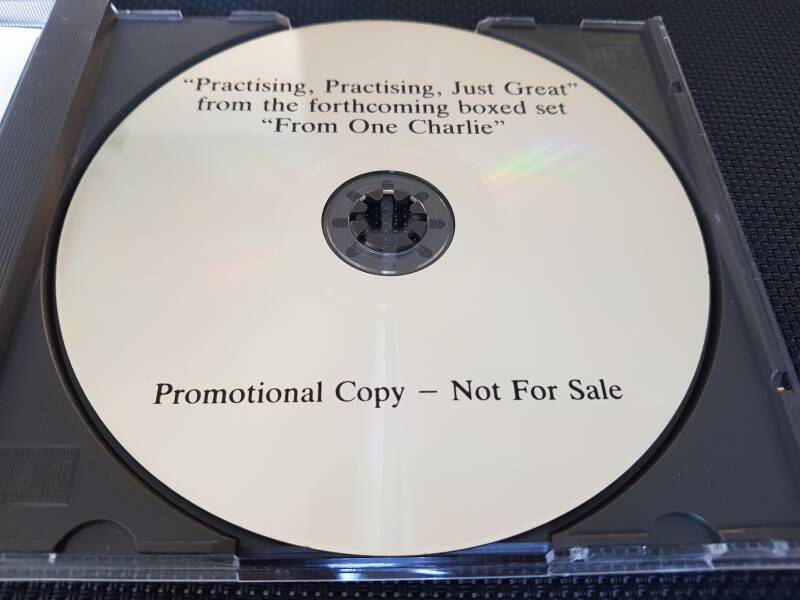 “Practising, Practising, Just Great”
from the forthcoming boxed set
“From One Charlie”
Promotional Copy – Not For Sale